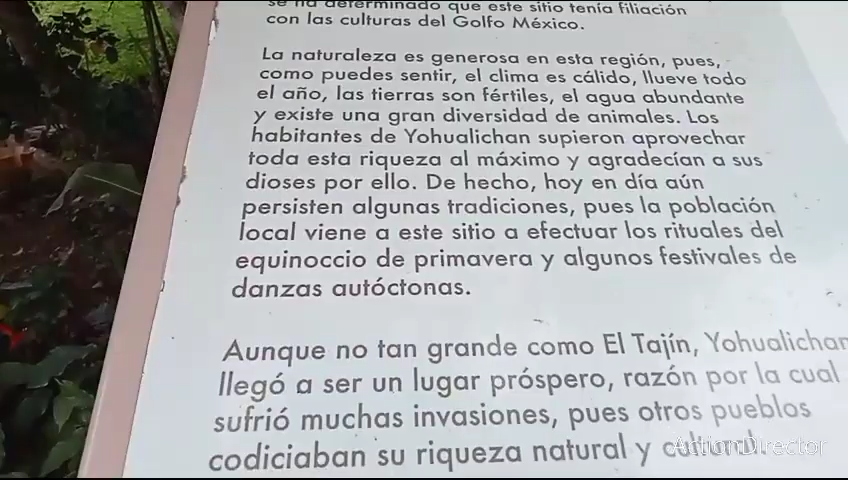 se ha determinado que este sitio tenía filiación
con las culturas del Golfo México.
La naturaleza es generosa en esta región, pues,
como puedes sentir, el clima es cálido, llueve todo
el año, las tierras son fértiles, el agua abundante
y existe una gran diversidad de animales. Los
habitantes de Yohualichan supieron aprovechar
toda esta riqueza al máximo y agradecían a sus
dioses por ello. De hecho, hoy en día aún
persisten algunas tradiciones, pues la población
local viene a este sitio a efectuar los rituales del
equinoccio de primavera y algunos festivales de
danzas autóctonas.
Aunque no tan grande como El Tajín, Yohualichan
llegó a ser un lugar próspero, razón por la cual
sufrió muchas invasiones, pues otros pueblos
codiciaban su riqueza natural y cultural.
ActionDirector